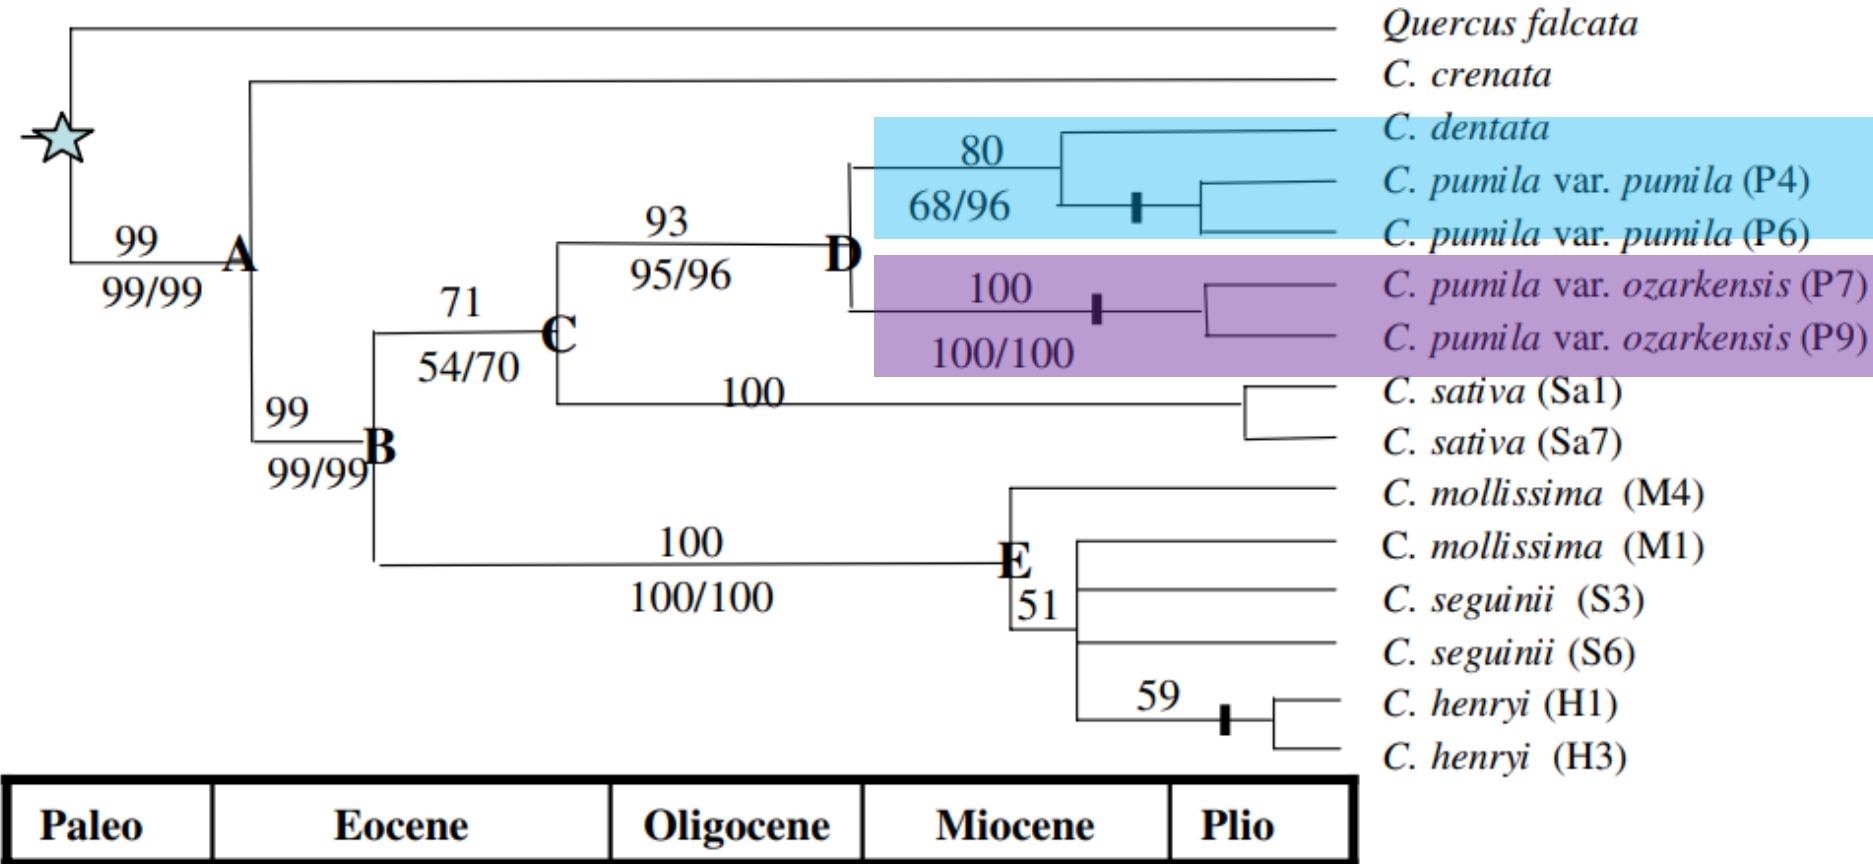 Quercus falcata
C. crenata
C. dentata
80
C. pumila var. pumila (P4)
68/96
93
C. pumila var. pumila (P6)
99
A
D
95/96
99/99
C. pumila var. ozarkensis (P7)
100
71
C
C. pumila var. ozarkensis (P9)
100/100
54/70
100
C. sativa (Sa1)
99
B
C. sativa (Sa7)
99/99
C. mollissima (M4)
100
C. mollissima (M1)
E
100/100
51
C. seguinii (S3)
C. seguinii (S6)
59
C. henryi (H1)
C. henryi (H3)
Paleo Eocene Oligocene Miocene Plio